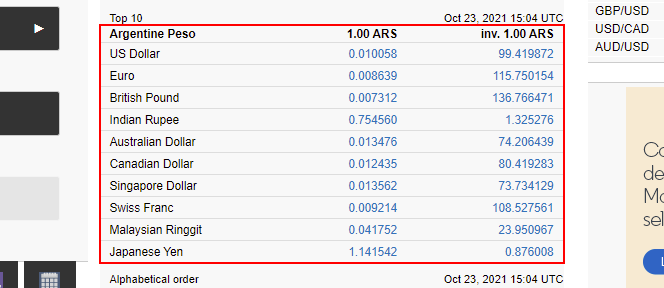 Top 10 Oct 23, 2021 15:04 UTC
Argentine Peso 1.00 ARS inv. 1.00 ARS
US Dollar 0.010058 99.419872
Euro 0.008639 115.750154
British Pound 0.007312 136.766471
Indian Rupee 0.754560 1.325276
Australian Dollar 0.013476 74.206439
Canadian Dollar 0.012435 80.419283
Singapore Dollar 0.013562 73.734129
Swiss Franc 0.009214 108.527561
Malaysian Ringgit 0.041752 23.950967
Japanese Yen 1.141542 0.876008
Alphabetical order Oct 23, 2021 15:04 UTC
GBP/USD
USD/CAD
AUD/USD